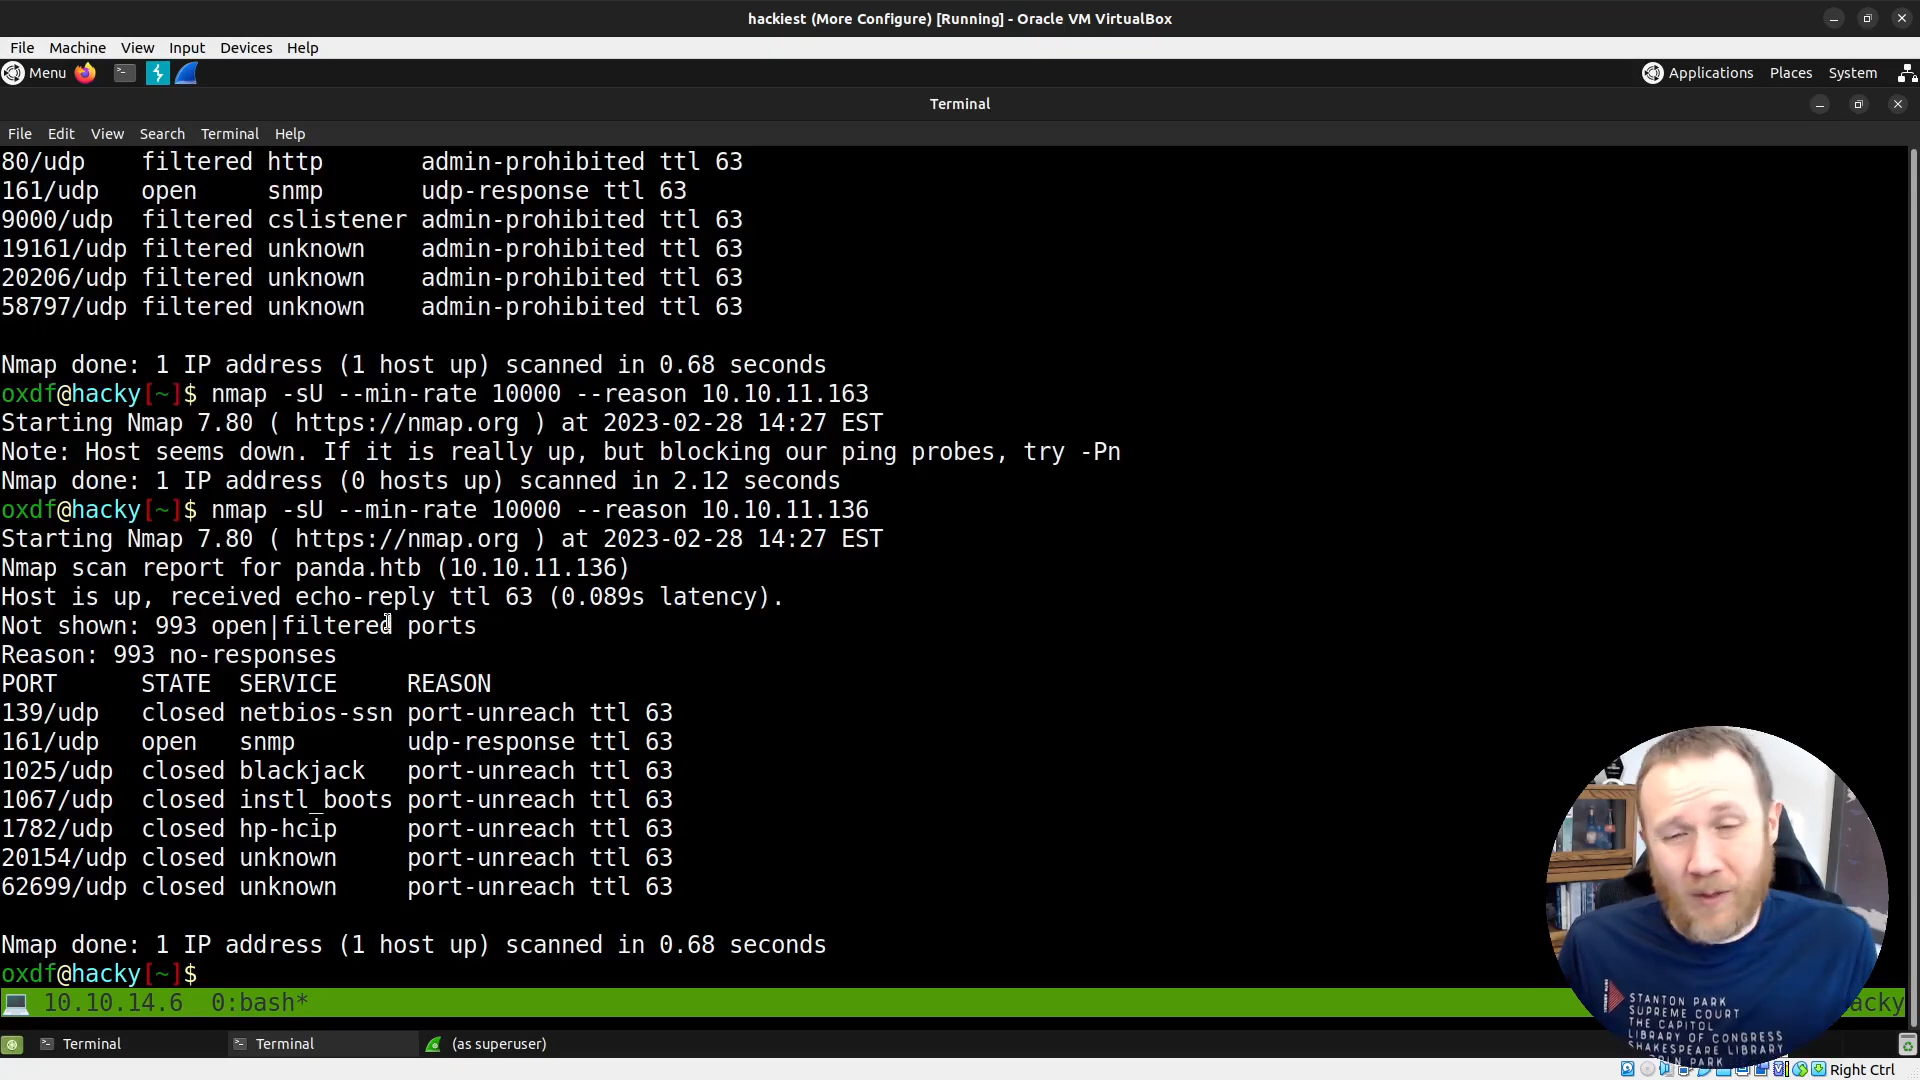 hackiest (More Configure) [Running] - Oracle VM VirtualBox
File Machine View Input Devices Help
Menu Applications Places System
Terminal
File Edit View Search Terminal Help
80/udp filtered http admin-prohibited ttl 63
161/udp open snmp udp-response ttl 63
9000/udp filtered cslistener admin-prohibited ttl 63
19161/udp filtered unknown admin-prohibited ttl 63
20206/udp filtered unknown admin-prohibited ttl 63
58797/udp filtered unknown admin-prohibited ttl 63
Nmap done: 1 IP address (1 host up) scanned in 0.68 seconds
oxdf@hacky[~]$ nmap -sU --min-rate 10000 --reason 10.10.11.163
Starting Nmap 7.80 ( https://nmap.org ) at 2023-02-28 14:27 EST
Note: Host seems down. If it is really up, but blocking our ping probes, try -Pn
Nmap done: 1 IP address (0 hosts up) scanned in 2.12 seconds
oxdf@hacky[~]$ nmap -sU --min-rate 10000 --reason 10.10.11.136
Starting Nmap 7.80 ( https://nmap.org ) at 2023-02-28 14:27 EST
Nmap scan report for panda.htb (10.10.11.136)
Host is up, received echo-reply ttl 63 (0.089s latency).
Not shown: 993 open|filtered ports
Reason: 993 no-responses
PORT STATE SERVICE REASON
139/udp closed netbios-ssn port-unreach ttl 63
161/udp open snmp udp-response ttl 63
1025/udp closed blackjack port-unreach ttl 63
1067/udp closed instl_boots port-unreach ttl 63
1782/udp closed hp-hcip port-unreach ttl 63
20154/udp closed unknown port-unreach ttl 63
62699/udp closed unknown port-unreach ttl 63
Nmap done: 1 IP address (1 host up) scanned in 0.68 seconds
oxdf@hacky[~]$
10.10.14.6 0:bash* acky
STANTON PARK
SUPREME COURT
THE CAPITOL
LIBRARY OF CONGRESS
SHAKESPEARE LIBRARY
PARK
Terminal Terminal (as superuser)
Right Ctrl